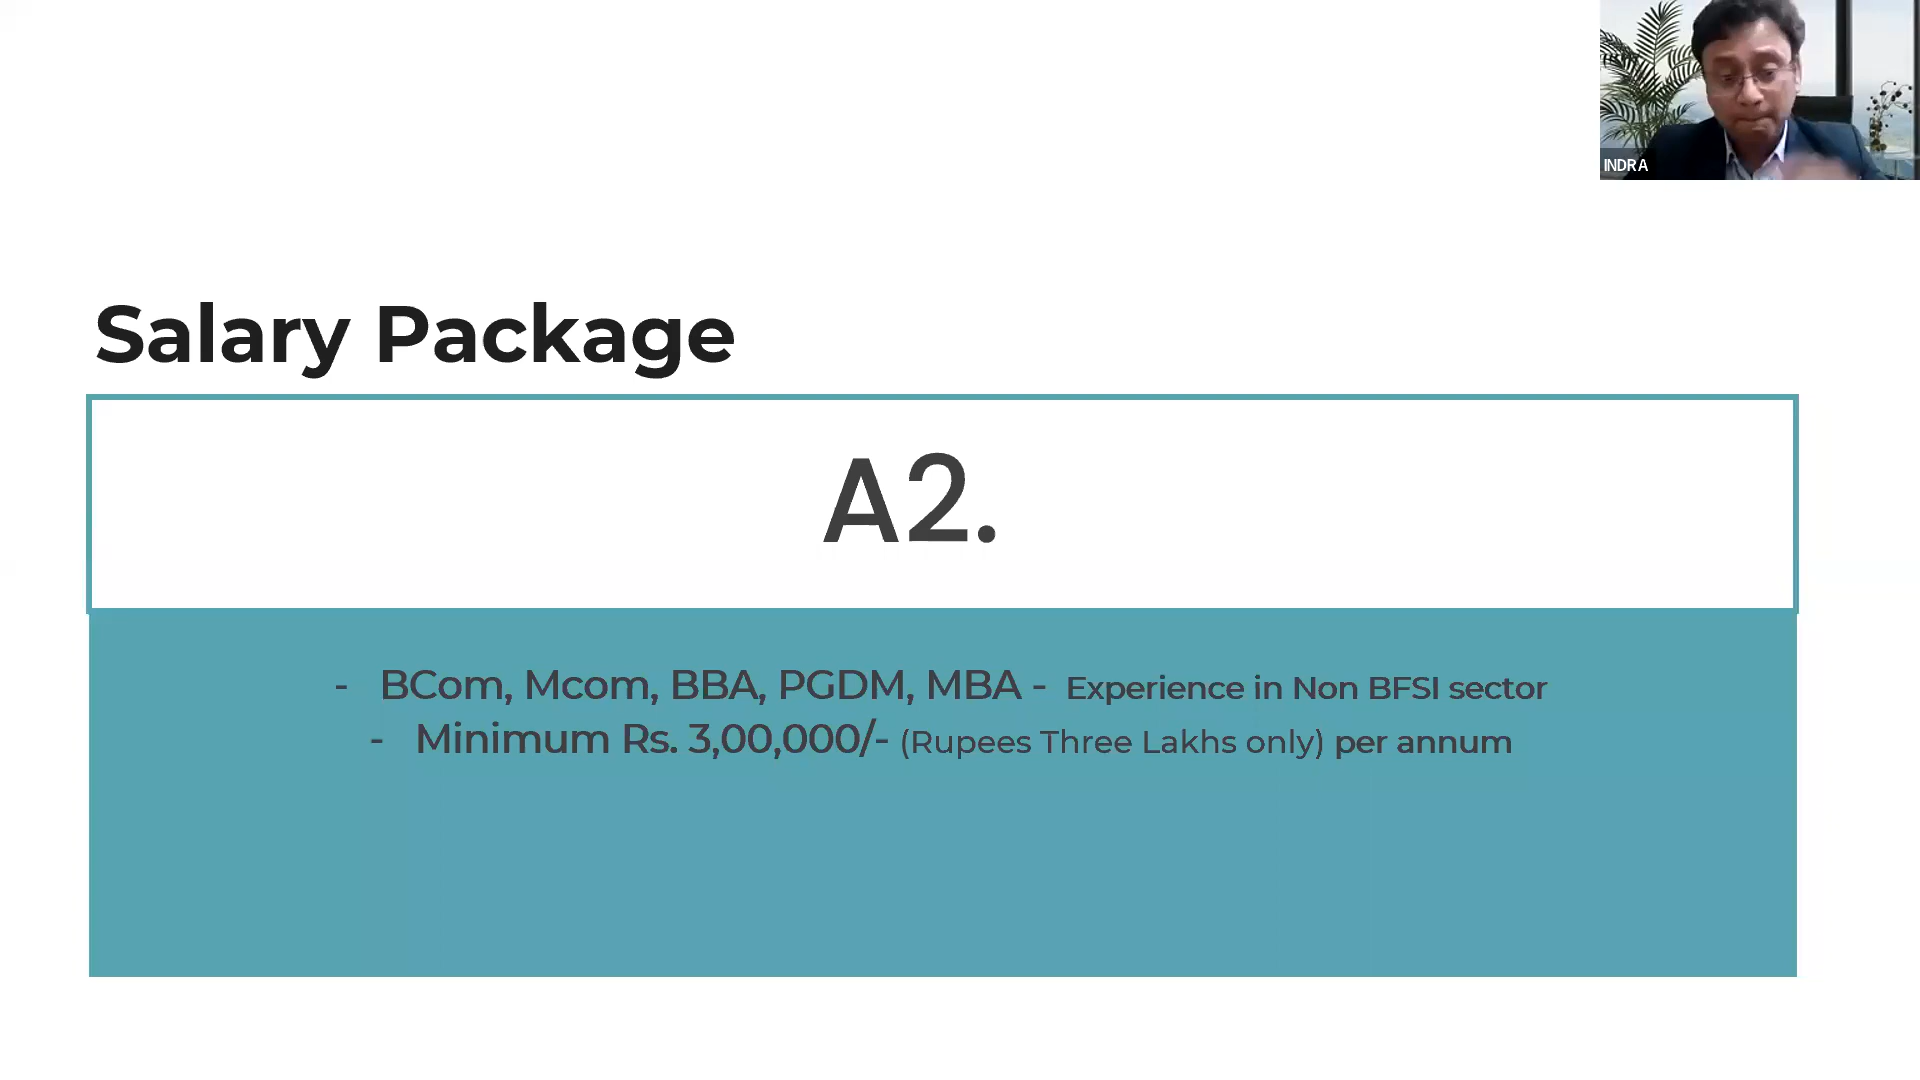 INDRA
Salary Package
A2.
- BCom, Mcom, BBA, PGDM, MBA - Experience in Non BFSI sector
- Minimum Rs. 3,00,000/- (Rupees Three Lakhs only) per annum